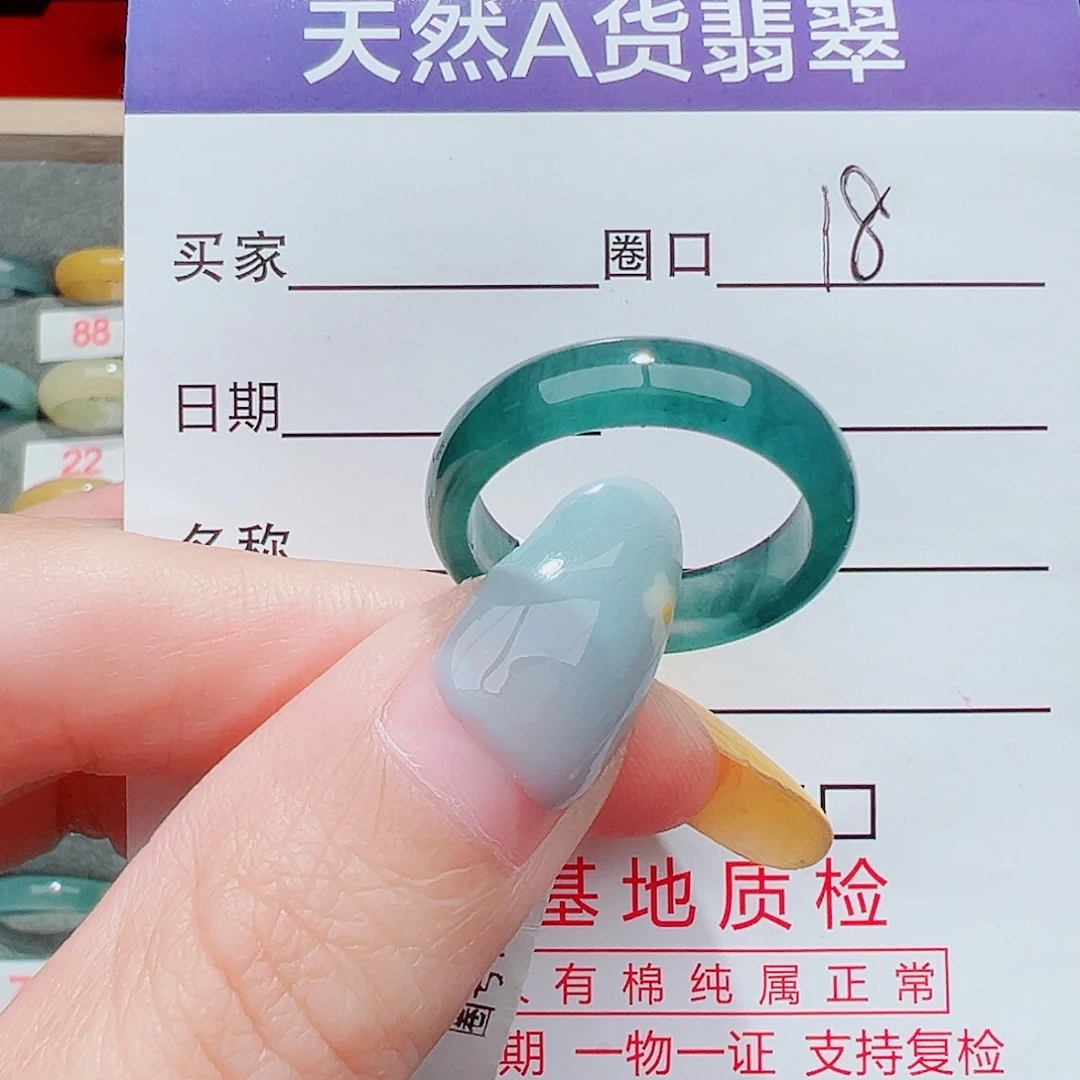 天然A货翡翠
买家 圈口 18
日期
88
22
名称
口
基地质检
有棉纯属正常
期 一物一证 支持复检
圈